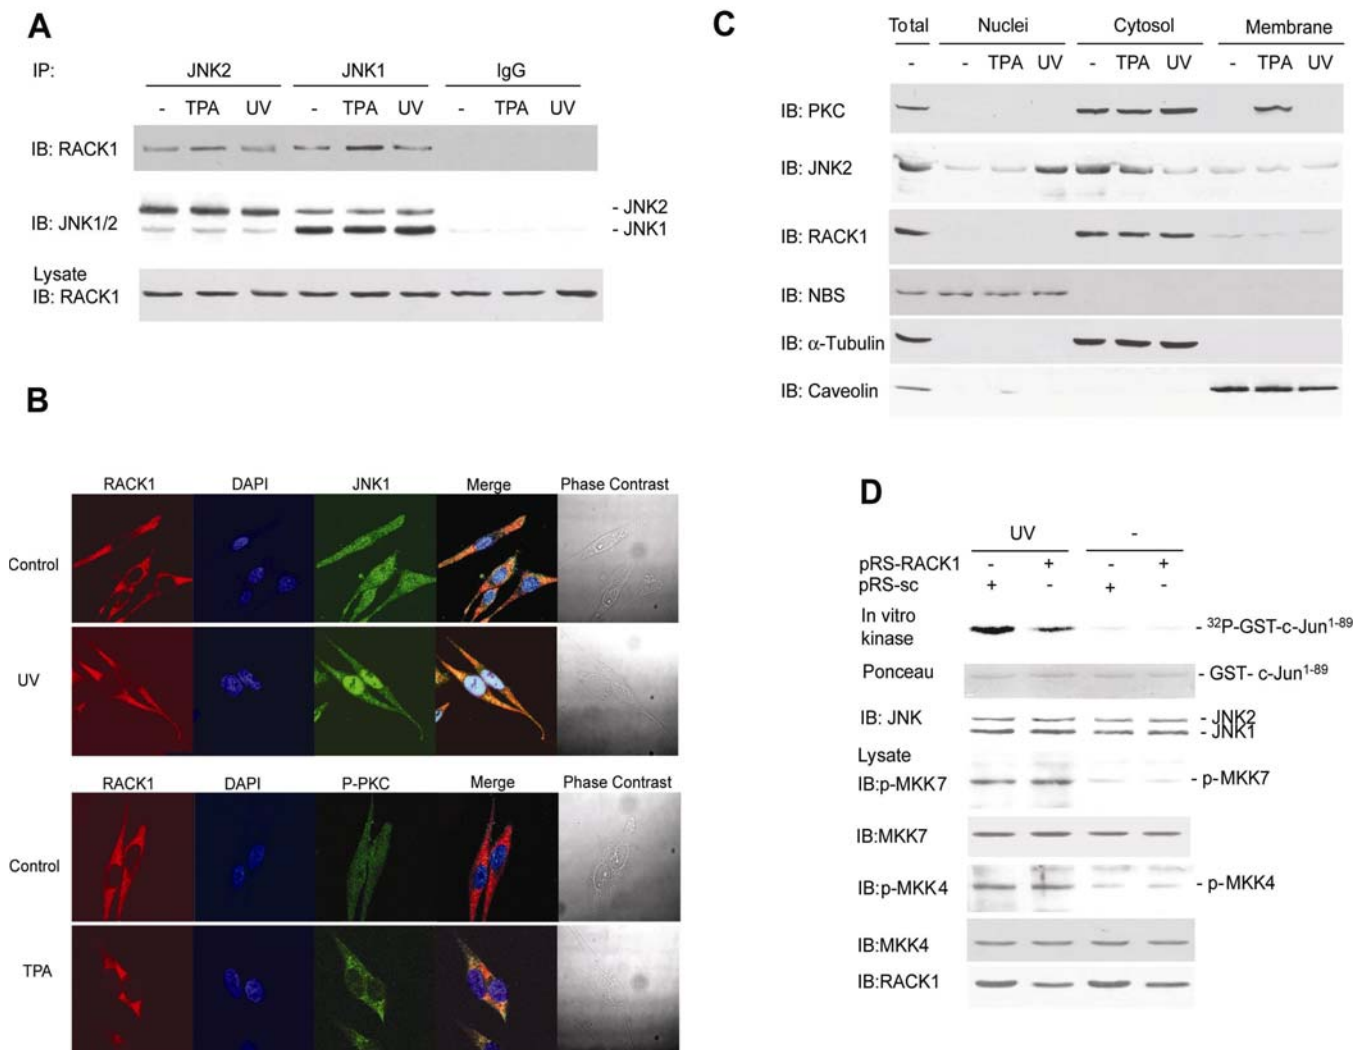 A
IP: JNK2 JNK1 IgG
- TPA UV - TPA UV - TPA UV
IB: RACK1
IB: JNK1/2
- JNK2
- JNK1
Lysate
IB: RACK1
B
RACK1 DAPI JNK1 Merge Phase Contrast
Control
UV
RACK1 DAPI P-PKC Merge Phase Contrast
Control
TPA
C
Total Nuclei Cytosol Membrane
- - TPA UV - TPA UV - TPA UV
IB: PKC
IB: JNK2
IB: RACK1
IB: NBS
IB: α-Tubulin
IB: Caveolin
D
UV -
pRS-RACK1 - + - +
pRS-sc + - + -
In vitro
kinase
- ³²P-GST-c-Jun¹⁻⁸⁹
Ponceau - GST- c-Jun¹⁻⁸⁹
IB: JNK - JNK2
- JNK1
Lysate
IB:p-MKK7 - p-MKK7
IB:MKK7
IB:p-MKK4 - p-MKK4
IB:MKK4
IB:RACK1